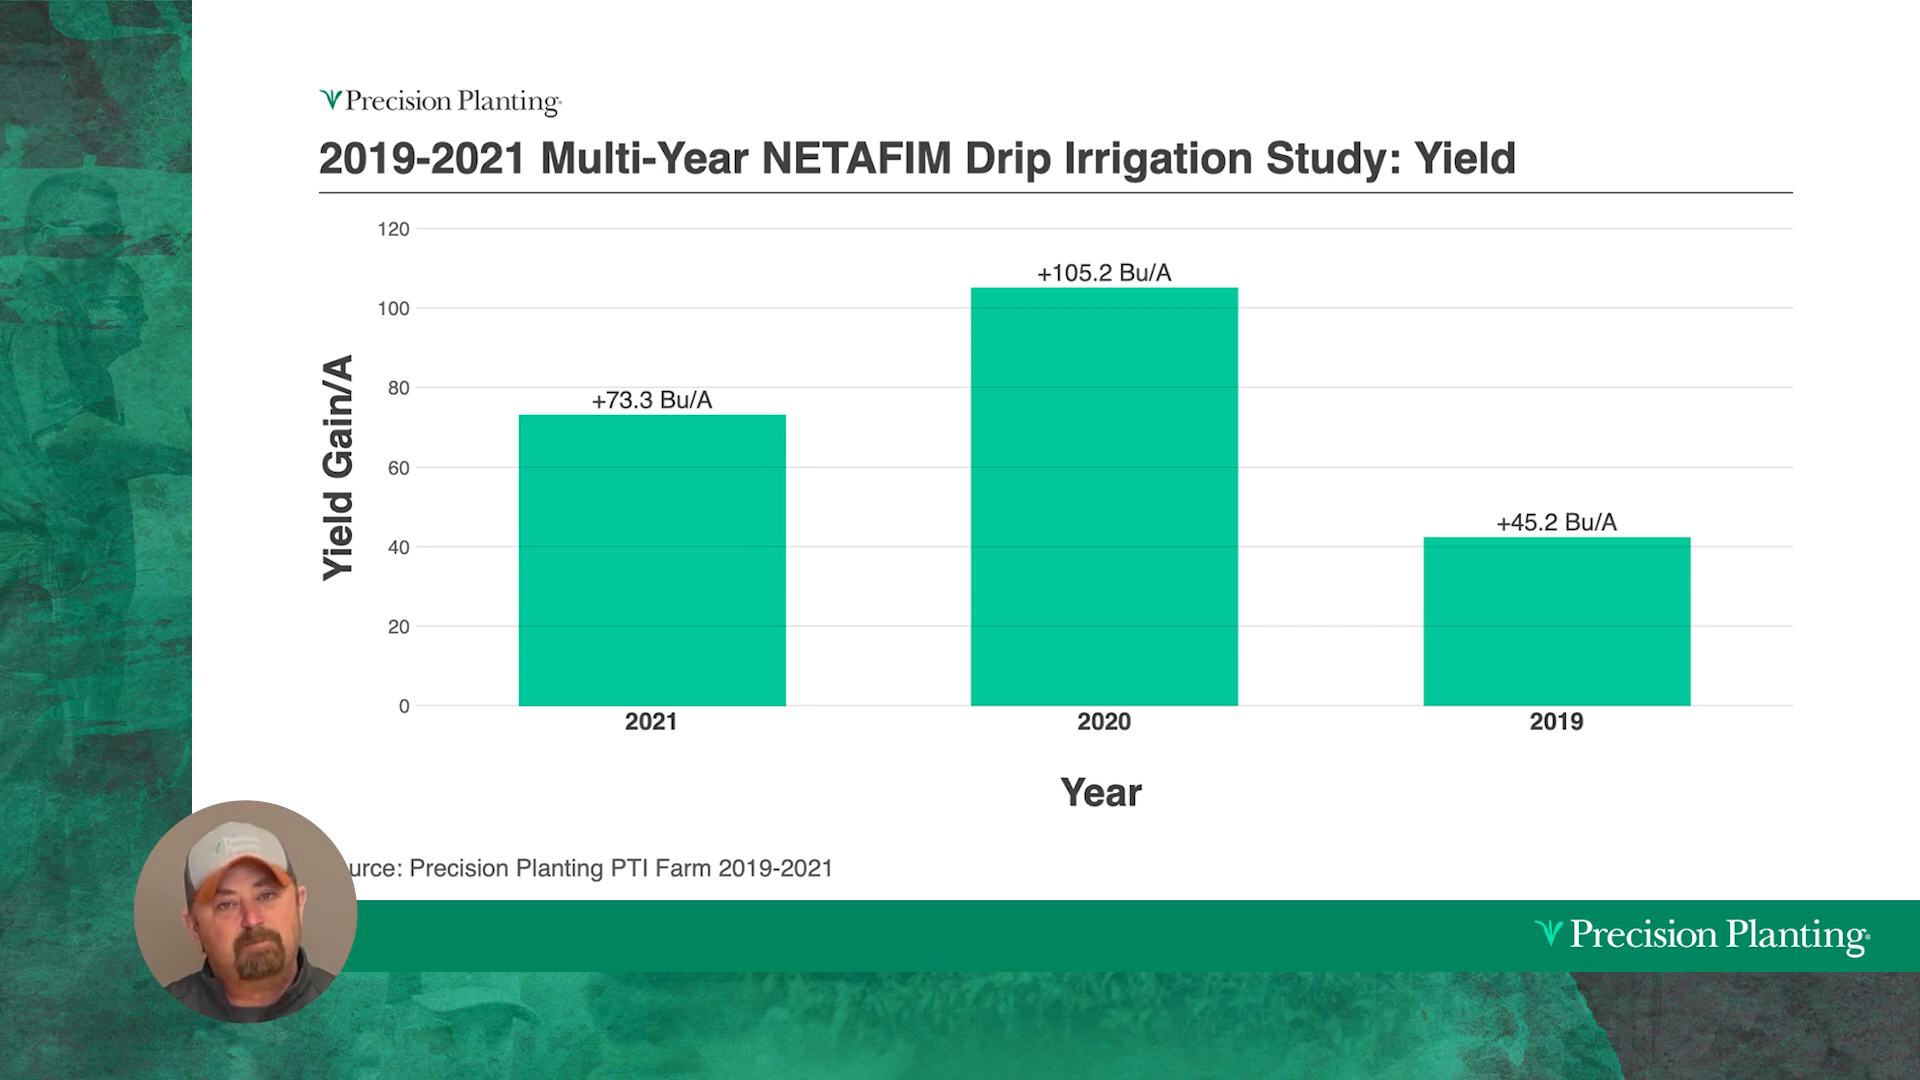 Precision Planting
2019-2021 Multi-Year NETAFIM Drip Irrigation Study: Yield
120
100
80
60
40
20
0
Yield Gain/A
+73.3 Bu/A
+105.2 Bu/A
+45.2 Bu/A
2021
2020
2019
Year
urce: Precision Planting PTI Farm 2019-2021
Precision Planting
Precision
Planting